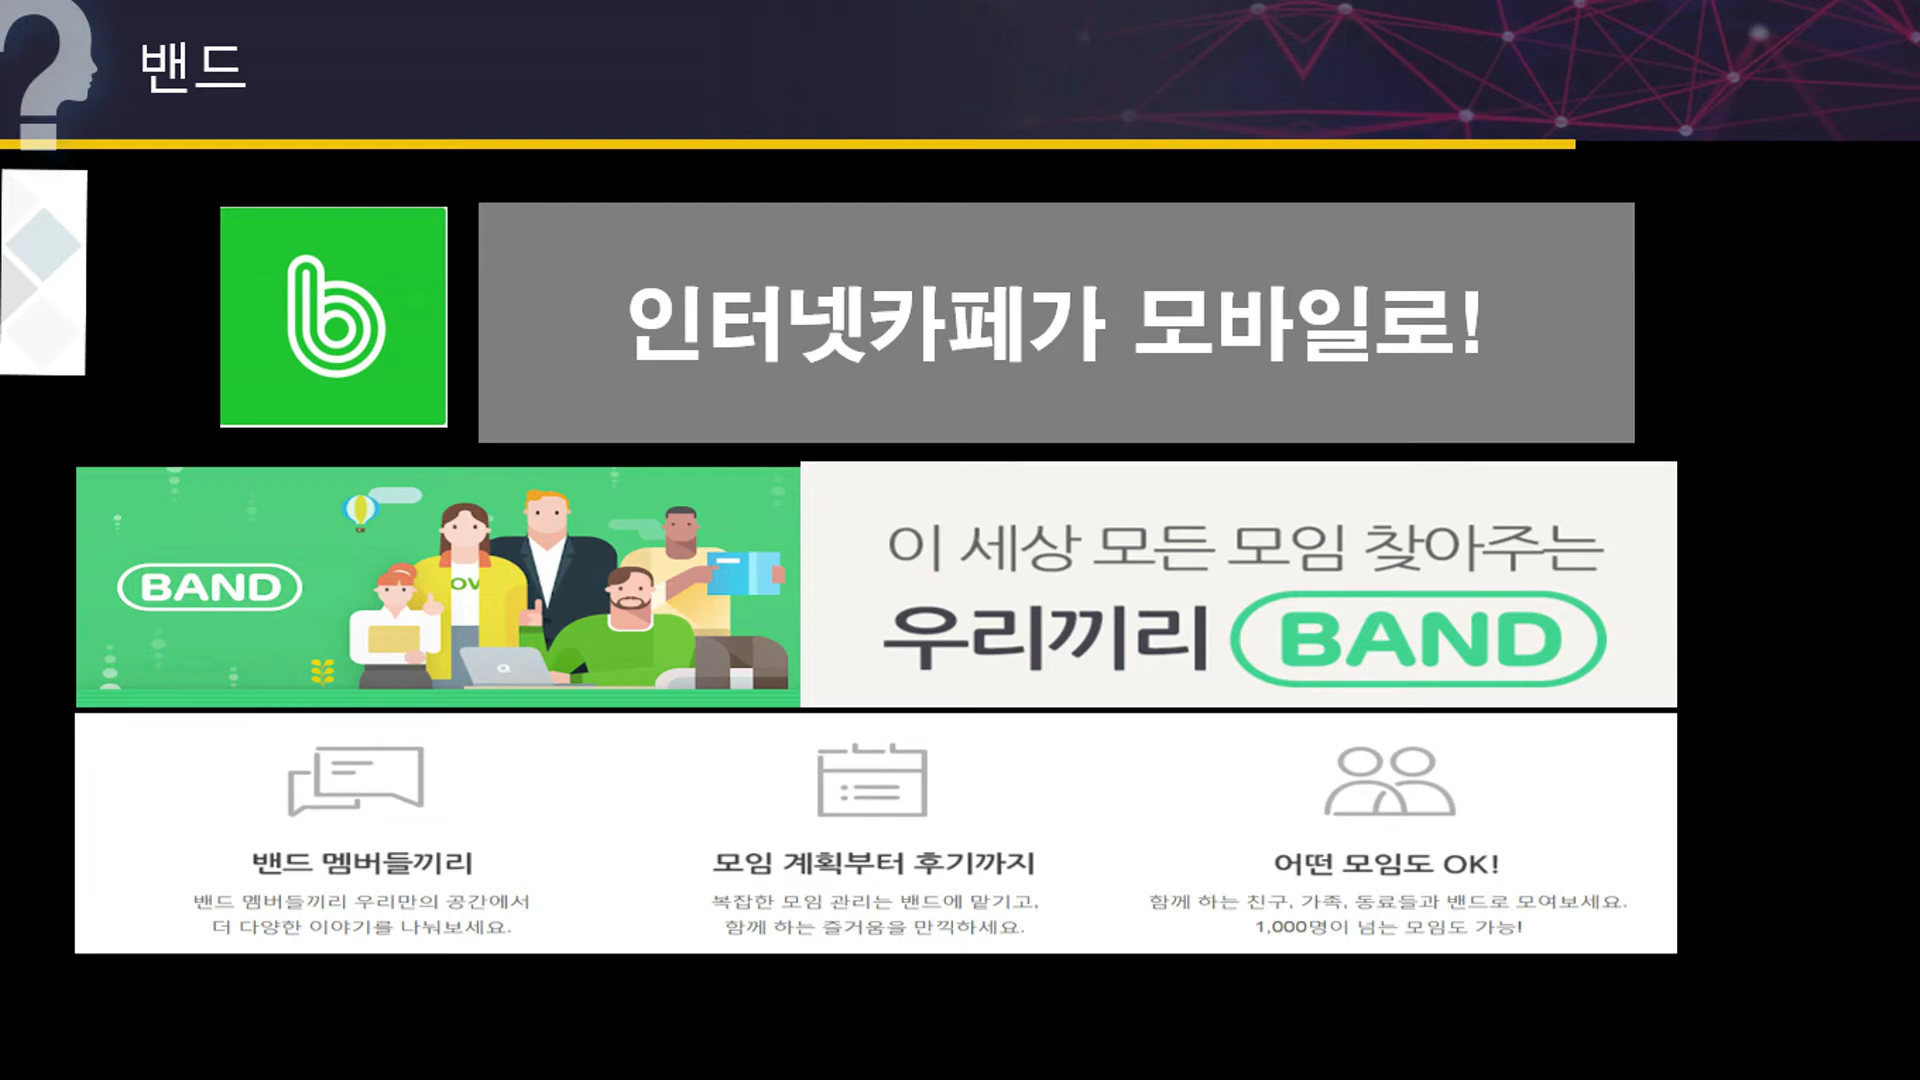 밴드
인터넷카페가 모바일로!
BAND
OV
이 세상 모든 모임 찾아주는
우리끼리 BAND
밴드 멤버들끼리
밴드 멤버들끼리 우리만의 공간에서
더 다양한 이야기를 나눠보세요.
모임 계획부터 후기까지
복잡한 모임 관리는 밴드에 맡기고,
함께 하는 즐거움을 만끽하세요.
어떤 모임도 OK!
함께 하는 친구, 가족, 동료들과 밴드로 모여보세요.
1,000명이 넘는 모임도 가능!